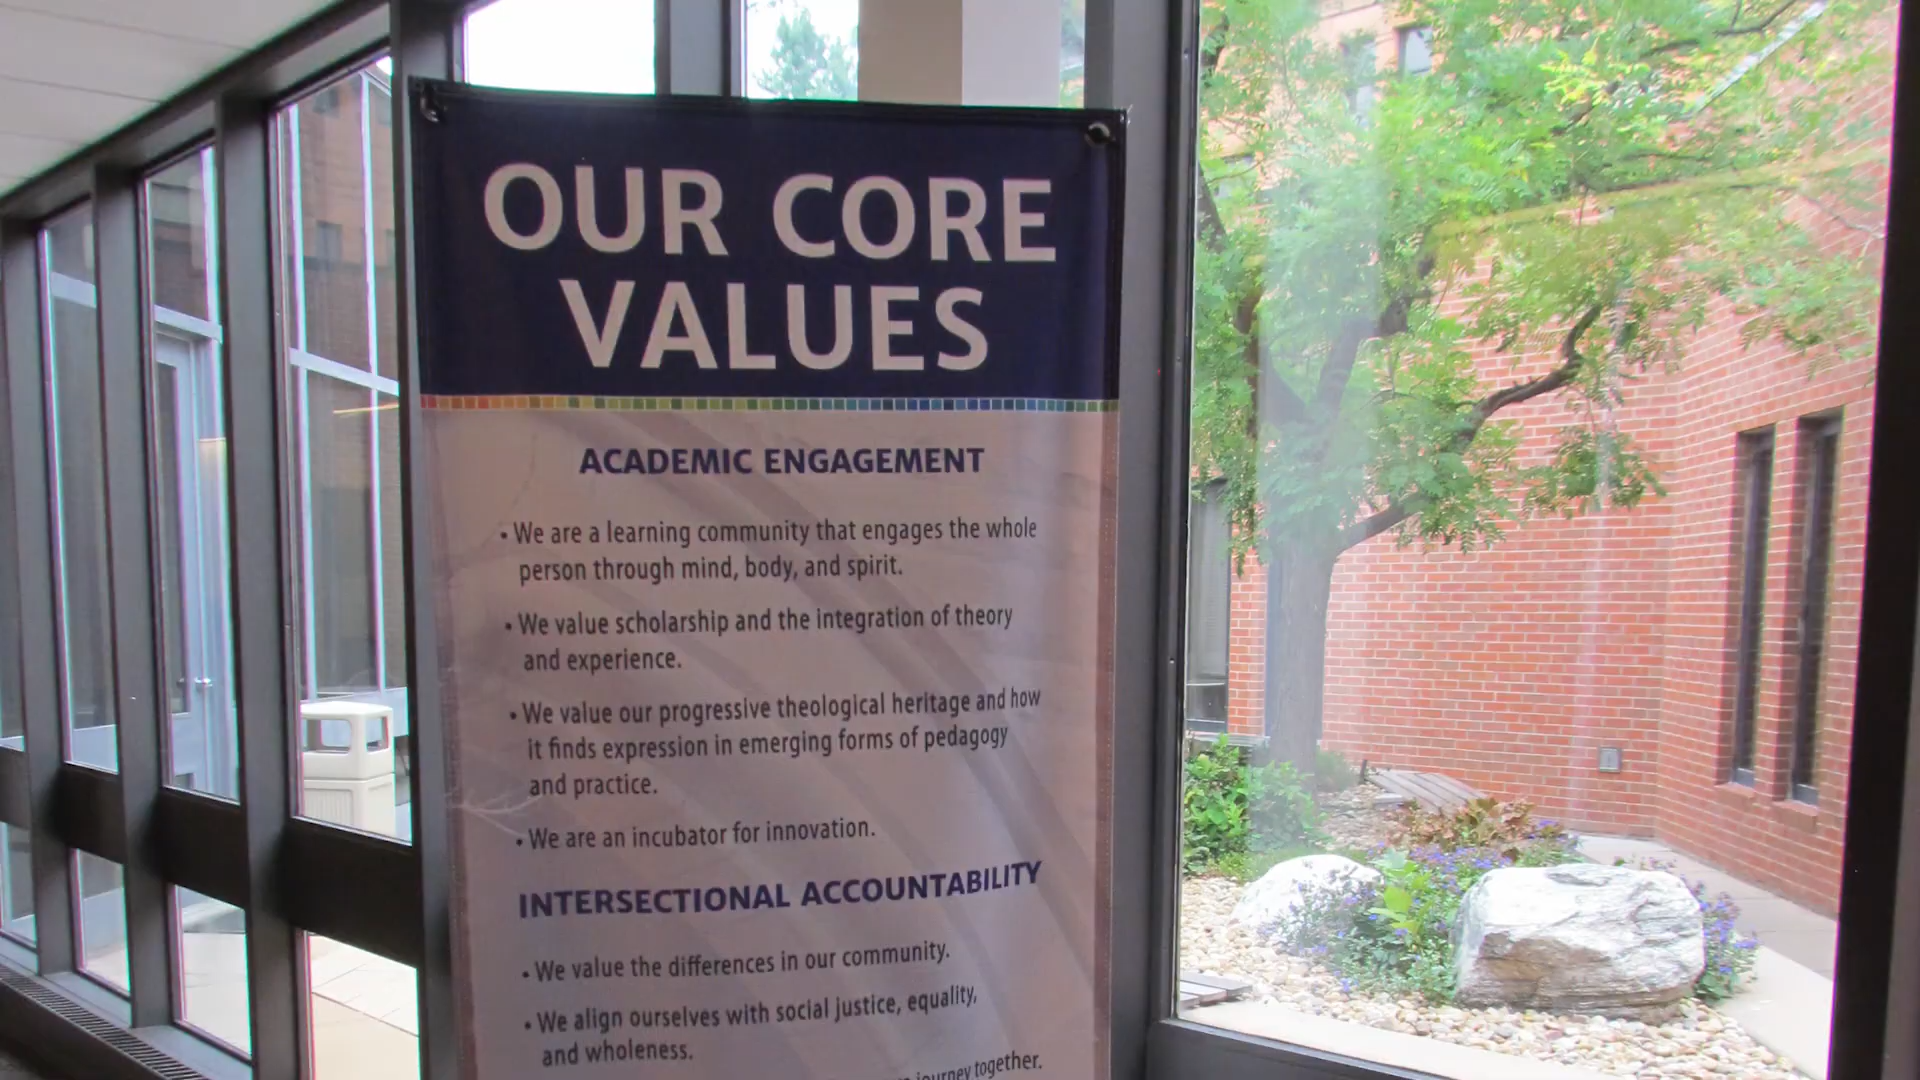 OUR CORE
VALUES
ACADEMIC ENGAGEMENT
• We are a learning community that engages the whole
person through mind, body, and spirit.
• We value scholarship and the integration of theory
and experience.
• We value our progressive theological heritage and how
it finds expression in emerging forms of pedagogy
and practice.
• We are an incubator for innovation.
INTERSECTIONAL ACCOUNTABILITY
• We value the differences in our community.
• We align ourselves with social justice, equality,
and wholeness.
journey together.